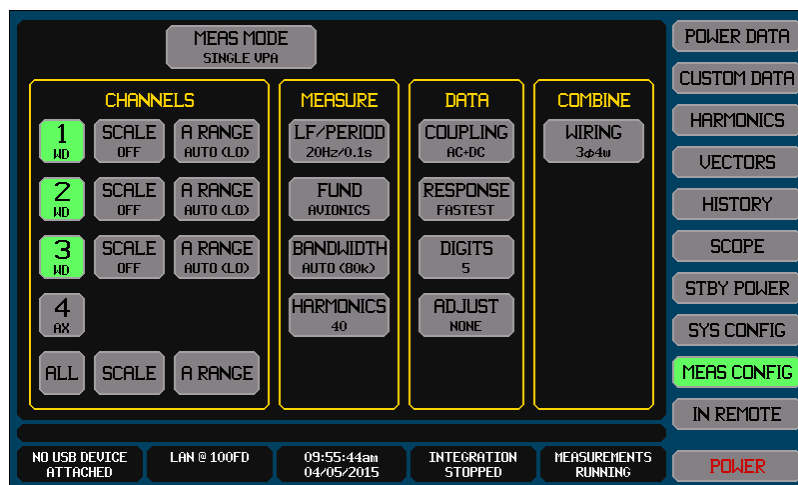 MEAS MODE
SINGLE VPA
CHANNELS
1
WD
SCALE
OFF
A RANGE
AUTO (LO)
2
WD
SCALE
OFF
A RANGE
AUTO (LO)
3
WD
SCALE
OFF
A RANGE
AUTO (LO)
4
AX
ALL
SCALE
A RANGE
MEASURE
LF/PERIOD
20Hz/0.1s
FUND
AVIONICS
BANDWIDTH
AUTO (80k)
HARMONICS
40
DATA
COUPLING
AC+DC
RESPONSE
FASTEST
DIGITS
5
ADJUST
NONE
COMBINE
WIRING
3ø4w
NO USB DEVICE
ATTACHED
LAN @ 100FD
09:55:44am
04/05/2015
INTEGRATION
STOPPED
MEASUREMENTS
RUNNING
POWER DATA
CUSTOM DATA
HARMONICS
VECTORS
HISTORY
SCOPE
STBY POWER
SYS CONFIG
MEAS CONFIG
IN REMOTE
POWER